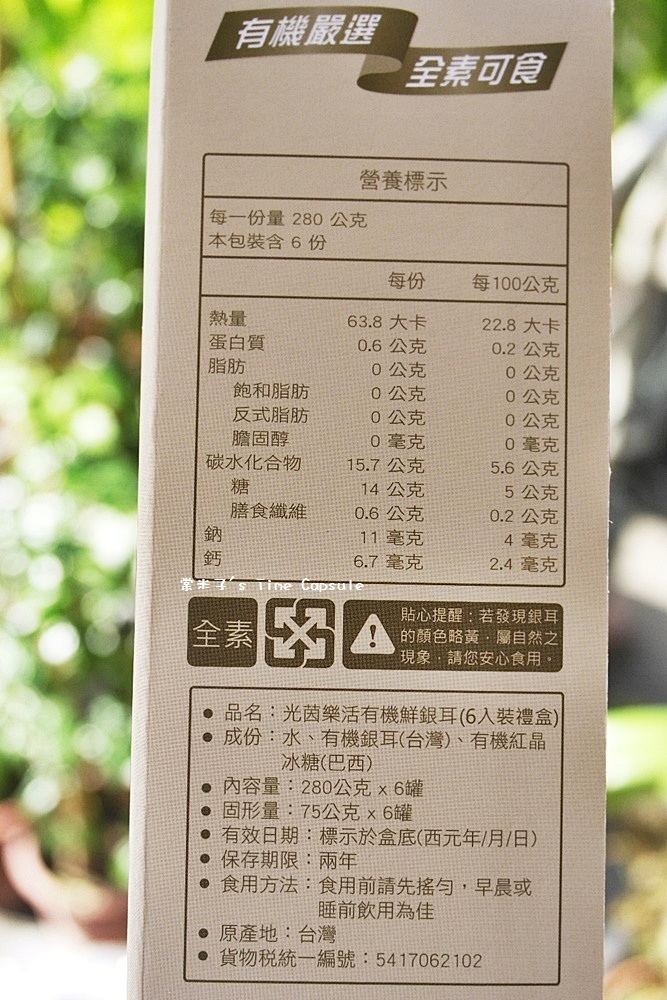 有機嚴選
全素可食
營養標示
每一份量 280 公克
本包裝含 6 份
每份 每100公克
熱量 63.8 大卡 22.8 大卡
蛋白質 0.6 公克 0.2 公克
脂肪 0 公克 0 公克
飽和脂肪 0 公克 0 公克
反式脂肪 0 公克 0 公克
膽固醇 0 毫克 0 毫克
碳水化合物 15.7 公克 5.6 公克
糖 14 公克 5 公克
膳食纖維 0.6 公克 0.2 公克
鈉 11 毫克 4 毫克
鈣 6.7 毫克 2.4 毫克
棠米子's Time Capsule
全素
貼心提醒：若發現銀耳
的顏色略黃，屬自然之
現象，請您安心食用。
● 品名：光茵樂活有機鮮銀耳(6入裝禮盒)
● 成份：水、有機銀耳(台灣)、有機紅晶
冰糖(巴西)
● 內容量：280公克 x 6罐
● 固形量：75公克 x 6罐
● 有效日期：標示於盒底(西元年/月/日)
● 保存期限：兩年
● 食用方法：食用前請先搖勻，早晨或
睡前飲用為佳
● 原產地：台灣
● 貨物稅統一編號：5417062102